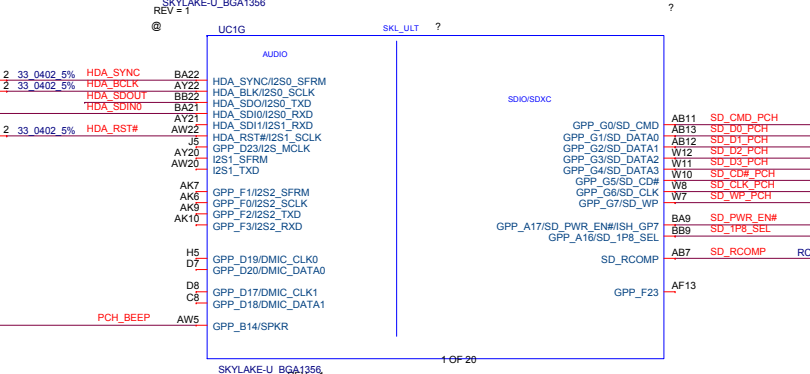 SKYLAKE-U_BGA1356
REV = 1
?
@
UC1G
SKL_ULT
?
AUDIO
SDIO/SDXC
2 33_0402_5% HDA_SYNC BA22 HDA_SYNC/I2S0_SFRM
2 33_0402_5% HDA_BCLK AY22 HDA_BLK/I2S0_SCLK
HDA_SDOUT BB22 HDA_SDO/I2S0_TXD
HDA_SDIN0 BA21 HDA_SDI0/I2S0_RXD
AY21 HDA_SDI1/I2S1_RXD
2 33_0402_5% HDA_RST# AW22 HDA_RST#/I2S1_SCLK
J5 GPP_D23/I2S_MCLK
AY20 I2S1_SFRM
AW20 I2S1_TXD
AK7 GPP_F1/I2S2_SFRM
AK6 GPP_F0/I2S2_SCLK
AK9 GPP_F2/I2S2_TXD
AK10 GPP_F3/I2S2_RXD
H5 GPP_D19/DMIC_CLK0
D7 GPP_D20/DMIC_DATA0
D8 GPP_D17/DMIC_CLK1
C8 GPP_D18/DMIC_DATA1
PCH_BEEP AW5 GPP_B14/SPKR
GPP_G0/SD_CMD AB11 SD_CMD_PCH
GPP_G1/SD_DATA0 AB13 SD_D0_PCH
GPP_G2/SD_DATA1 AB12 SD_D1_PCH
GPP_G3/SD_DATA2 W12 SD_D2_PCH
GPP_G4/SD_DATA3 W11 SD_D3_PCH
GPP_G5/SD_CD# W10 SD_CD#_PCH
GPP_G6/SD_CLK W8 SD_CLK_PCH
GPP_G7/SD_WP W7 SD_WP_PCH
GPP_A17/SD_PWR_EN#/ISH_GP7 BA9 SD_PWR_EN#
GPP_A16/SD_1P8_SEL BB9 SD_1P8_SEL
SD_RCOMP AB7 SD_RCOMP RC
GPP_F23 AF13
1 OF 20
SKYLAKE-U_BGA1356